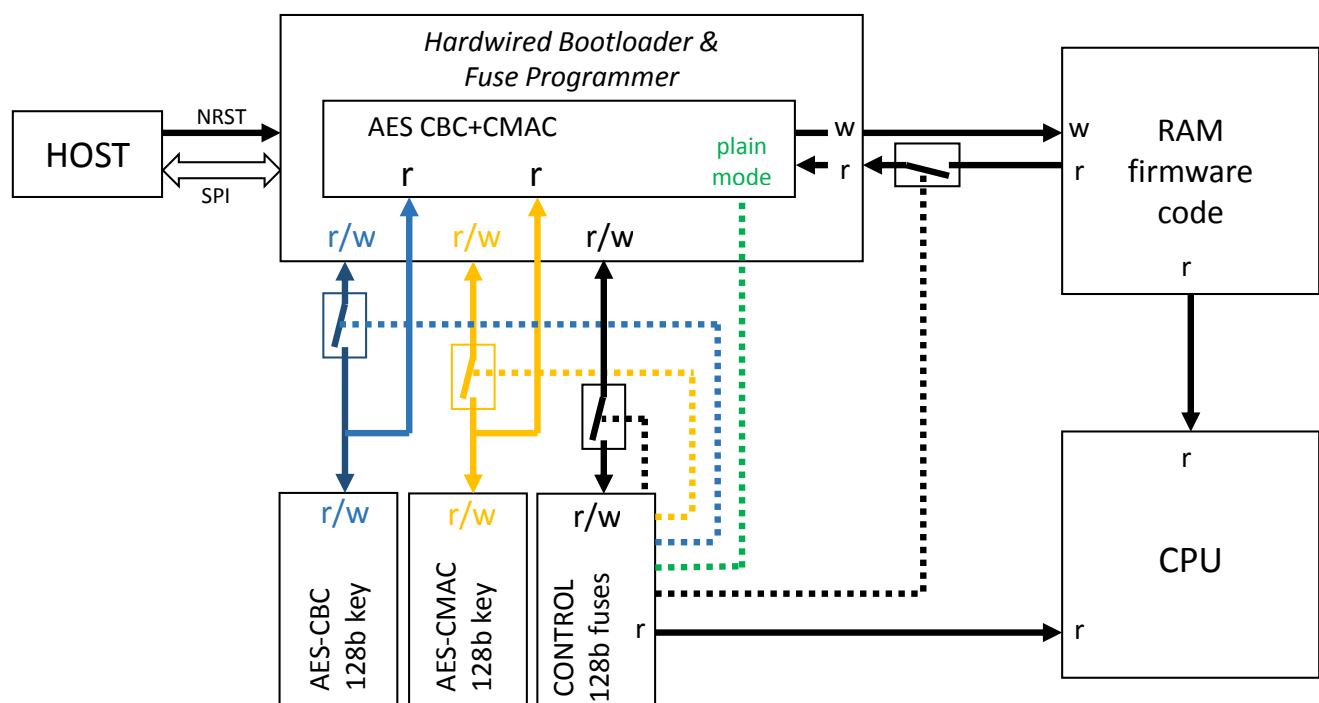 Hardwired Bootloader &
Fuse Programmer
HOST
NRST
SPI
AES CBC+CMAC
r
r
plain
mode
w
r
w
r
RAM
firmware
code
r
r/w
r/w
r/w
r/w
r/w
r/w
AES-CBC
128b key
AES-CMAC
128b key
CONTROL
128b fuses
r
r
r
CPU